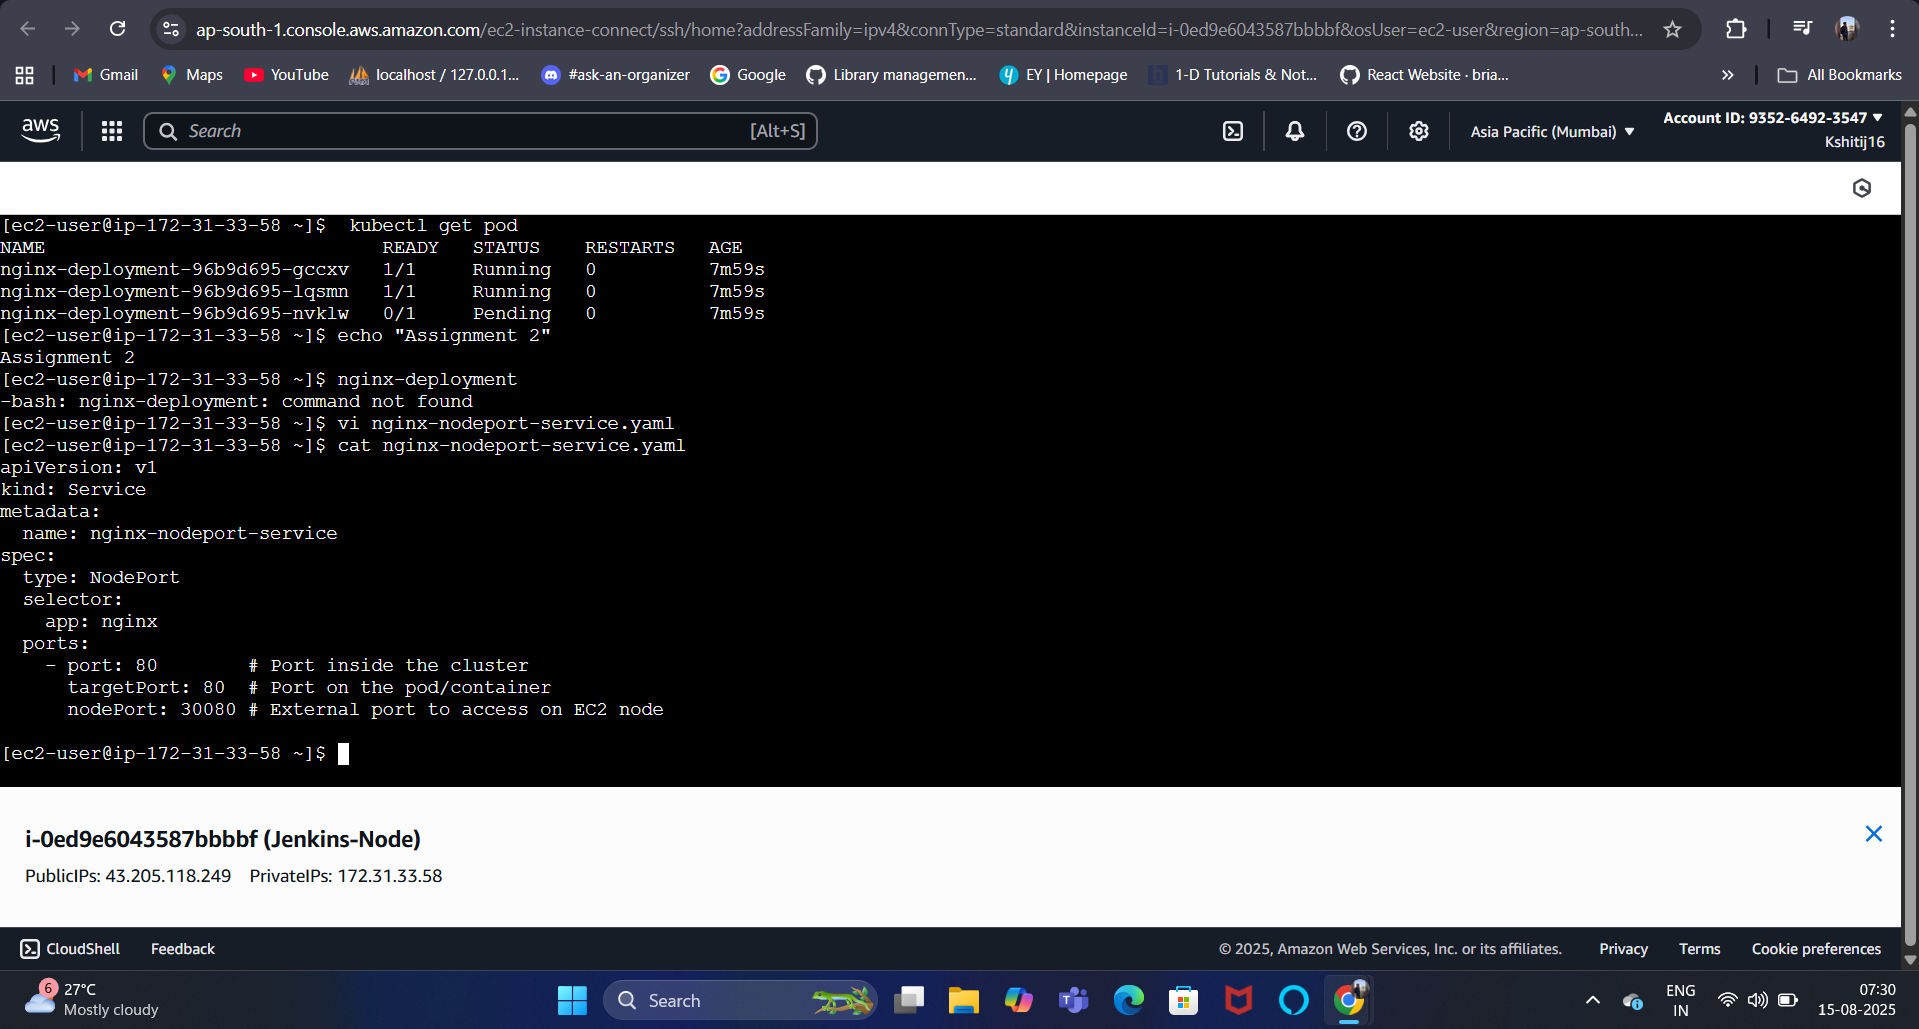 ap-south-1.console.aws.amazon.com/ec2-instance-connect/ssh/home?addressFamily=ipv4&connType=standard&instanceId=i-0ed9e6043587bbbbf&osUser=ec2-user&region=ap-south...
Gmail Maps YouTube localhost / 127.0.0.1... #ask-an-organizer Google Library managemen... EY | Homepage 1-D Tutorials & Not... React Website · bria... » All Bookmarks
aws Search [Alt+S] Asia Pacific (Mumbai) ▼ Account ID: 9352-6492-3547 ▼
Kshitij16
[ec2-user@ip-172-31-33-58 ~]$  kubectl get pod
NAME                               READY   STATUS    RESTARTS   AGE
nginx-deployment-96b9d695-gccxv   1/1     Running   0          7m59s
nginx-deployment-96b9d695-lqsmn   1/1     Running   0          7m59s
nginx-deployment-96b9d695-nvklw   0/1     Pending   0          7m59s
[ec2-user@ip-172-31-33-58 ~]$ echo "Assignment 2"
Assignment 2
[ec2-user@ip-172-31-33-58 ~]$ nginx-deployment
-bash: nginx-deployment: command not found
[ec2-user@ip-172-31-33-58 ~]$ vi nginx-nodeport-service.yaml
[ec2-user@ip-172-31-33-58 ~]$ cat nginx-nodeport-service.yaml
apiVersion: v1
kind: Service
metadata:
  name: nginx-nodeport-service
spec:
  type: NodePort
  selector:
    app: nginx
  ports:
    - port: 80        # Port inside the cluster
      targetPort: 80  # Port on the pod/container
      nodePort: 30080 # External port to access on EC2 node
[ec2-user@ip-172-31-33-58 ~]$
i-0ed9e6043587bbbbf (Jenkins-Node)
PublicIPs: 43.205.118.249 PrivateIPs: 172.31.33.58
CloudShell Feedback © 2025, Amazon Web Services, Inc. or its affiliates. Privacy Terms Cookie preferences
6 27°C
Mostly cloudy
Search
ENG
IN
07:30
15-08-2025